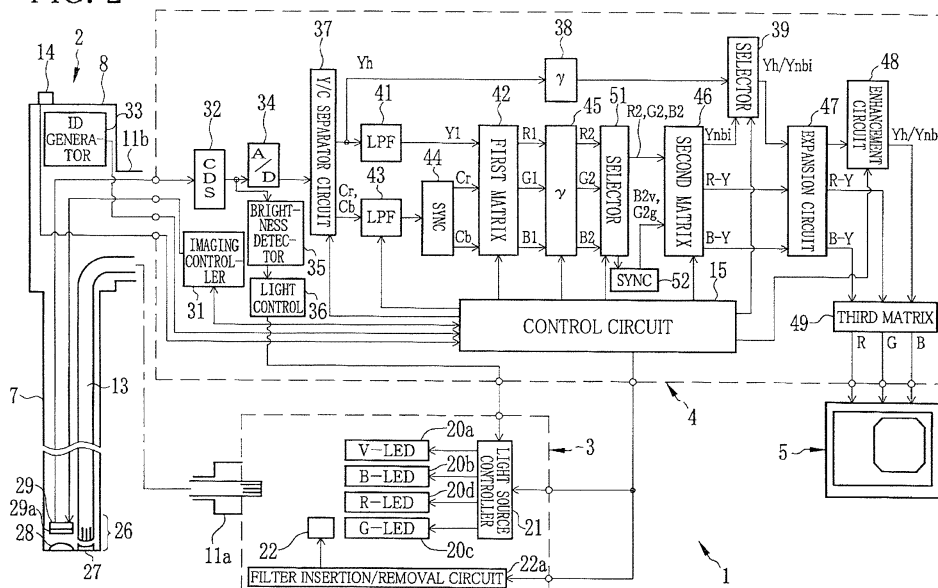 FIG. 2
2
14
8
33
ID GENERA-TOR
11b
32
CDS
34
A/D
BRIGHT-NESS DETEC-TOR
35
IMAGING CONTROL-LER
31
LIGHT CONTROL
36
37
Y/C SEPARATOR CIRCUIT
Yh
Cr, Cb
41
LPF
43
LPF
44
SYNC
Y1
Cr
Cb
42
FIRST MATRIX
R1
G1
B1
38
γ
45
γ
R2
G2
B2
51
SELECTOR
R2,G2,B2
B2v, G2g
SYNC
52
46
SECOND MATRIX
Ynbi
R-Y
B-Y
39
SELECTOR
Yh/Ynbi
47
EXPANSION CIRCUIT
R-Y
B-Y
48
ENHANCEMENT CIRCUIT
15
CONTROL CIRCUIT
49
THIRD MATRIX
R
G
B
4
5
7
13
29
29a
28
26
27
11a
3
20a
V-LED
20b
B-LED
20d
R-LED
G-LED
20c
LIGHT SOURCE CONTROLLER
21
22
22a
FILTER INSERTION/REMOVAL CIRCUIT
1